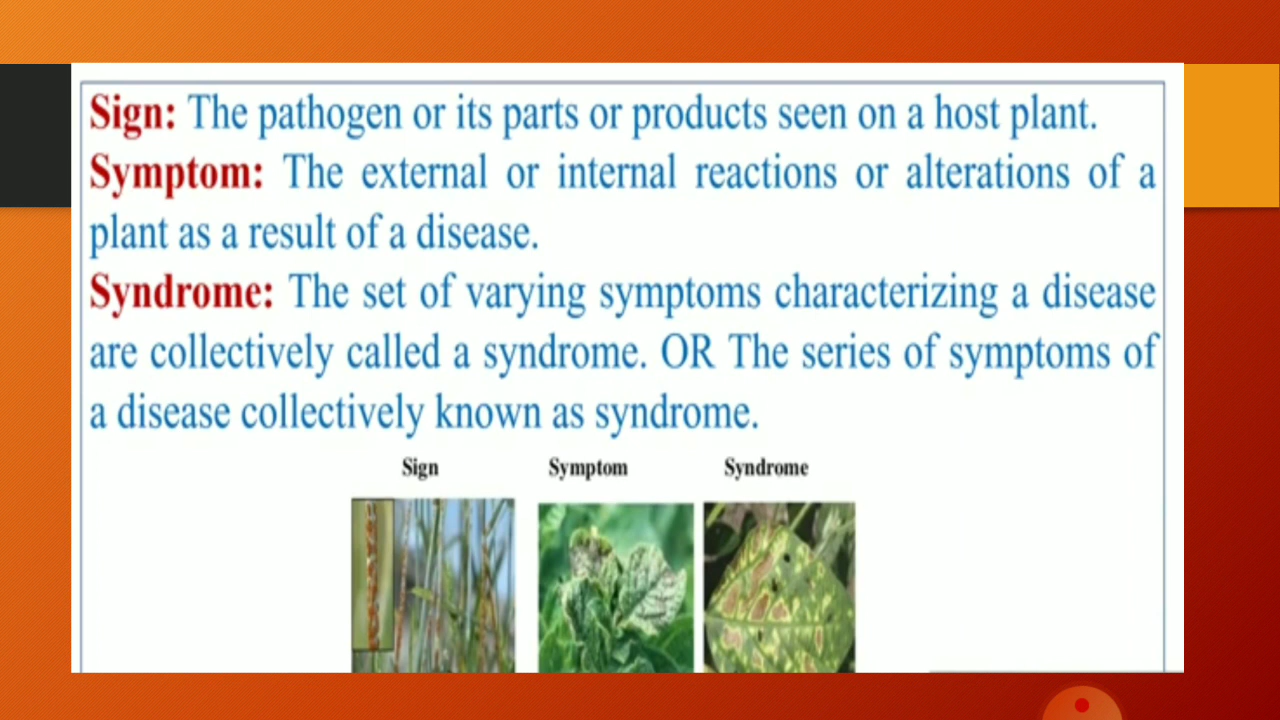 Sign: The pathogen or its parts or products seen on a host plant.
Symptom: The external or internal reactions or alterations of a
plant as a result of a disease.
Syndrome: The set of varying symptoms characterizing a disease
are collectively called a syndrome. OR The series of symptoms of
a disease collectively known as syndrome.
Sign Symptom Syndrome